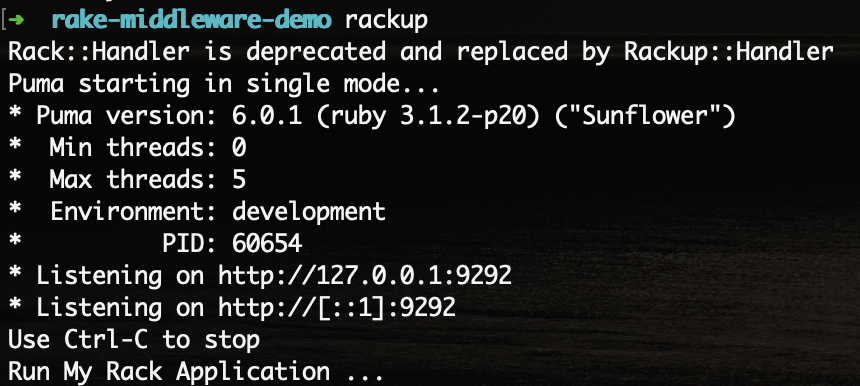 ➜  rake-middleware-demo rackup
Rack::Handler is deprecated and replaced by Rackup::Handler
Puma starting in single mode...
* Puma version: 6.0.1 (ruby 3.1.2-p20) ("Sunflower")
*  Min threads: 0
*  Max threads: 5
*  Environment: development
*          PID: 60654
* Listening on http://127.0.0.1:9292
* Listening on http://[::1]:9292
Use Ctrl-C to stop
Run My Rack Application ...